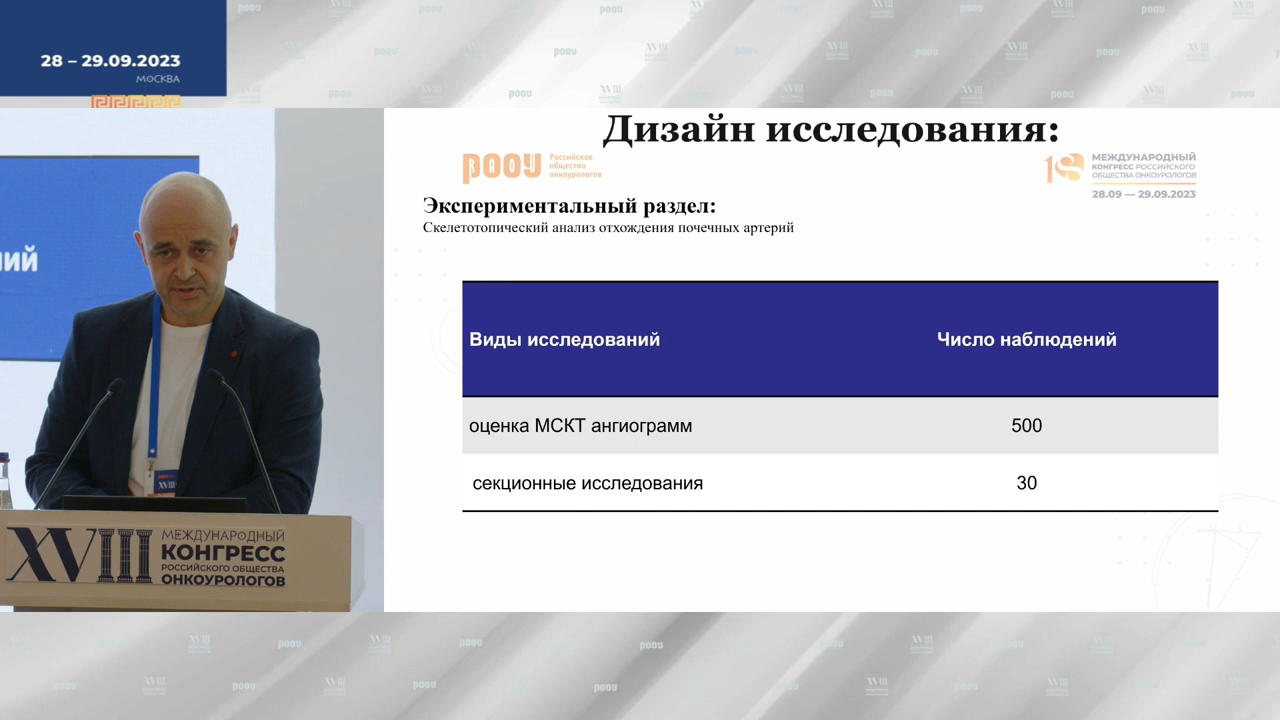 28 – 29.09.2023
МОСКВА
Дизайн исследования:
РООУ
Российское
общество
онкоурологов
18
МЕЖДУНАРОДНЫЙ
КОНГРЕСС РОССИЙСКОГО
ОБЩЕСТВА ОНКОУРОЛОГОВ
28.09 — 29.09.2023
Экспериментальный раздел:
Скелетотопический анализ отхождения почечных артерий
Виды исследований Число наблюдений
оценка МСКТ ангиограмм 500
секционные исследования 30
ний
XVIII
XVIII
МЕЖДУНАРОДНЫЙ
КОНГРЕСС
РОССИЙСКОГО ОБЩЕСТВА
ОНКОУРОЛОГОВ